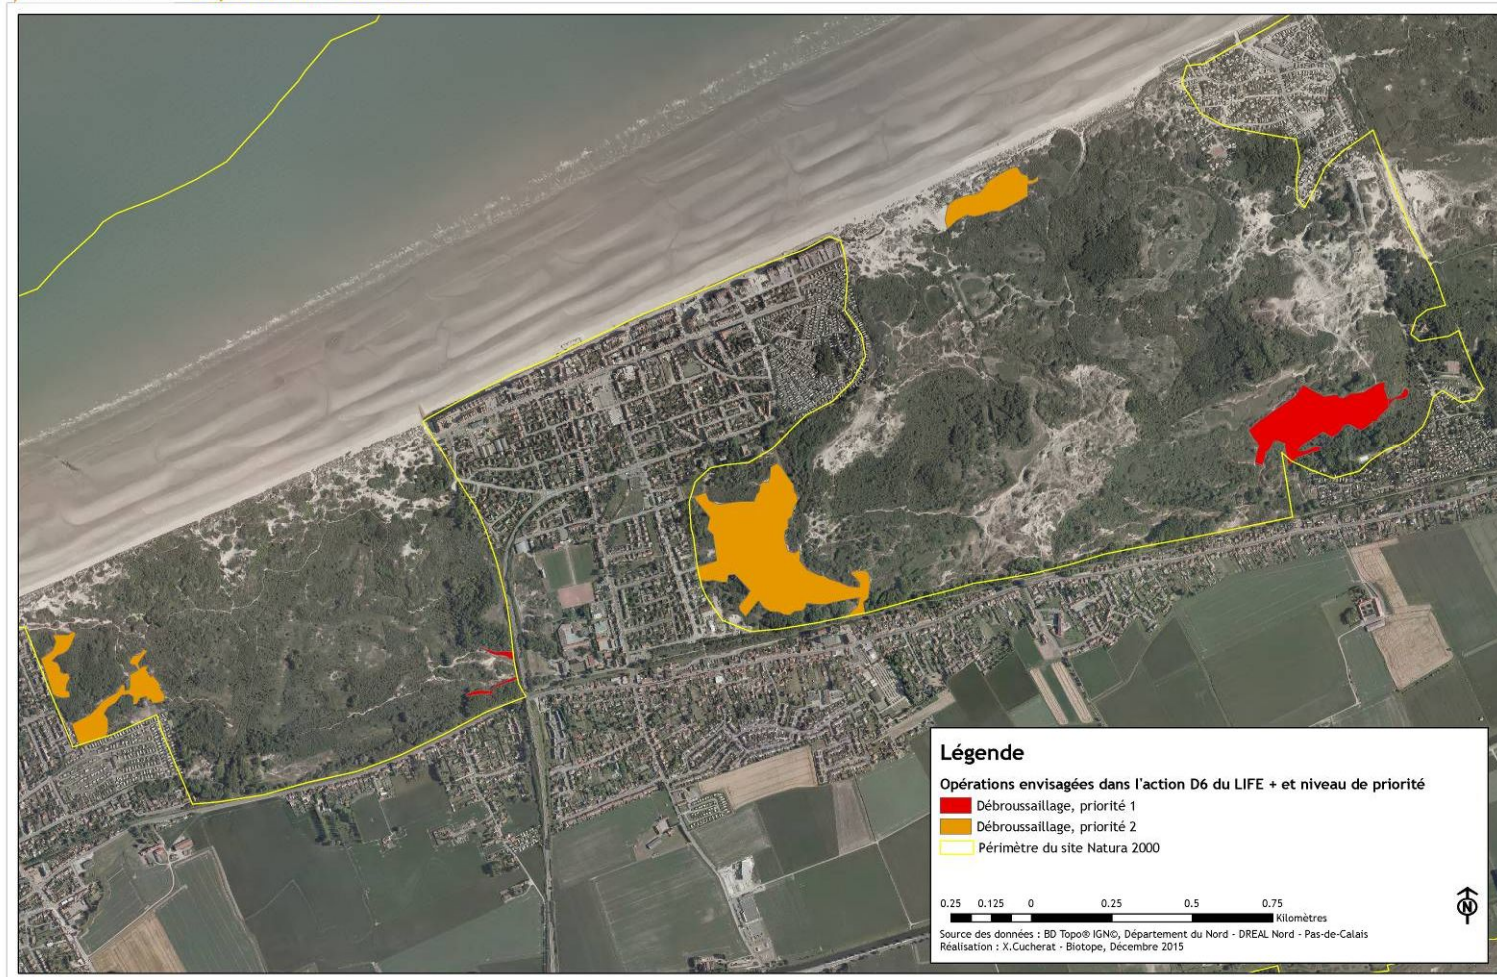 Légende
Opérations envisagées dans l'action D6 du LIFE + et niveau de priorité
Débroussaillage, priorité 1
Débroussaillage, priorité 2
Périmètre du site Natura 2000
0.25 0.125 0 0.25 0.5 0.75
Kilomètres
N
Source des données : BD Topo® IGN©, Département du Nord - DREAL Nord - Pas-de-Calais
Réalisation : X.Cucherat - Biotope, Décembre 2015